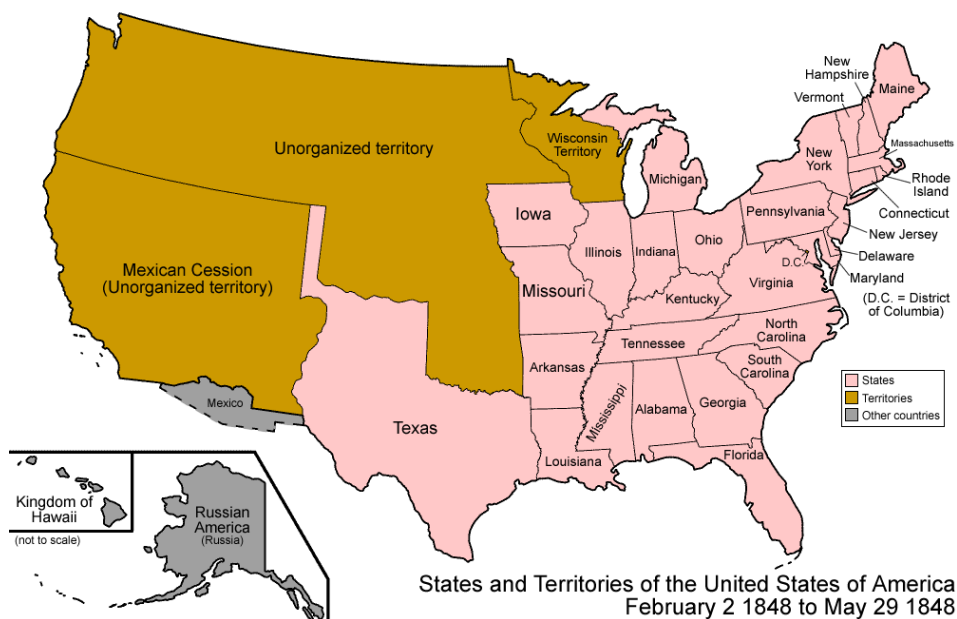 New
Hampshire
Maine
Vermont
Unorganized territory
Wisconsin
Territory
Massachusetts
New
York
Michigan
Rhode
Island
Iowa
Pennsylvania
Connecticut
Illinois
Indiana
Ohio
New Jersey
Mexican Cession
(Unorganized territory)
D.C.
Delaware
Missouri
Virginia
Maryland
Kentucky
(D.C. = District
of Columbia)
Tennessee
North
Carolina
Arkansas
South
Carolina
States
Mississippi
Alabama
Georgia
Territories
Mexico
Other countries
Texas
Louisiana
Florida
Kingdom of
Hawaii
(not to scale)
Russian
America
(Russia)
States and Territories of the United States of America
February 2 1848 to May 29 1848